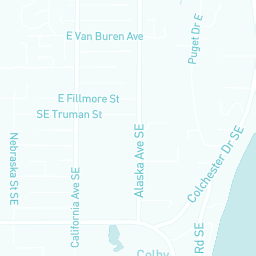 E Van Buren Ave
Puget Dr E
E Fillmore St
SE Truman St
Nebraska St SE
California Ave SE
Alaska Ave SE
Colchester Dr SE
Rd SE
Colby